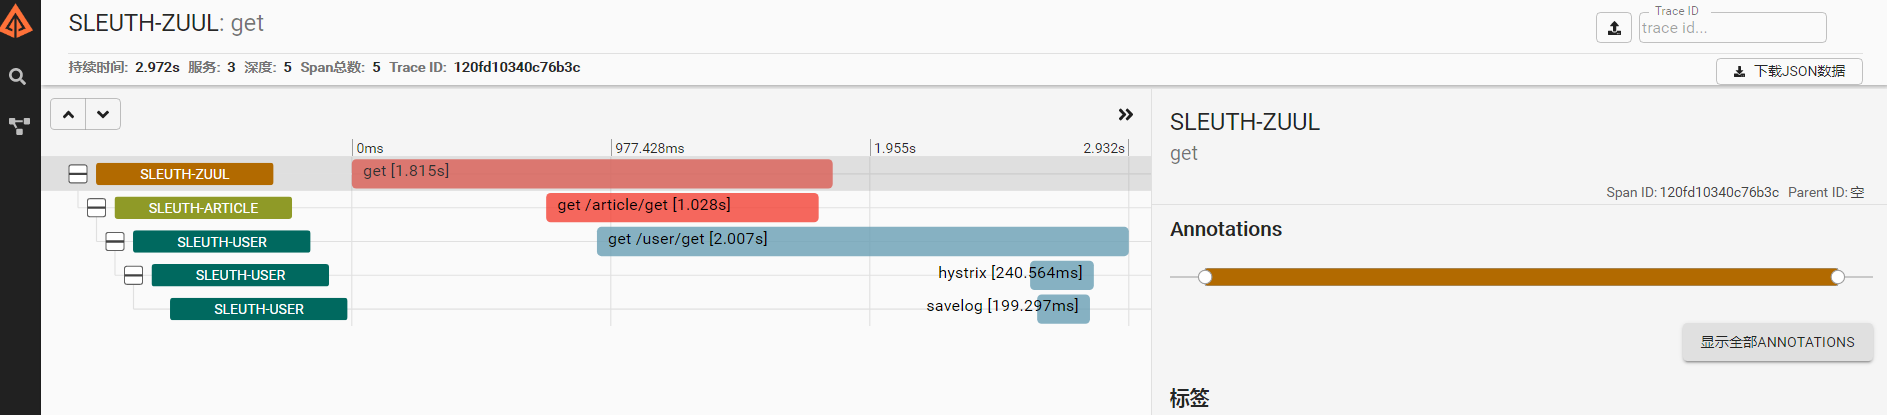 SLEUTH-ZUUL: get
Trace ID
trace id...
持续时间: 2.972s 服务: 3 深度: 5 Span总数: 5 Trace ID: 120fd10340c76b3c
下载JSON数据
0ms 977.428ms 1.955s 2.932s
SLEUTH-ZUUL get [1.815s]
SLEUTH-ARTICLE get /article/get [1.028s]
SLEUTH-USER get /user/get [2.007s]
SLEUTH-USER hystrix [240.564ms]
SLEUTH-USER savelog [199.297ms]
SLEUTH-ZUUL
get
Span ID: 120fd10340c76b3c Parent ID: 空
Annotations
显示全部ANNOTATIONS
标签